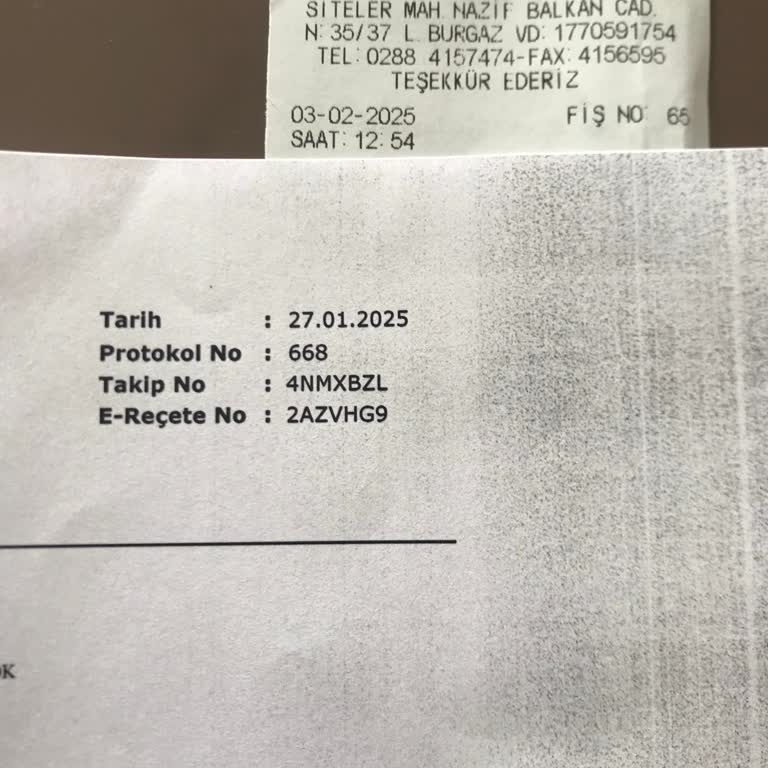 SİTELER MAH. NAZİF BALKAN CAD.
N: 35/37 L. BURGAZ VD: 1770591754
TEL: 0288 4157474-FAX: 4156595
TEŞEKKÜR EDERİZ
03-02-2025 FİŞ NO: 65
SAAT: 12:54
Tarih : 27.01.2025
Protokol No : 668
Takip No : 4NMXBZL
E-Reçete No : 2AZVHG9